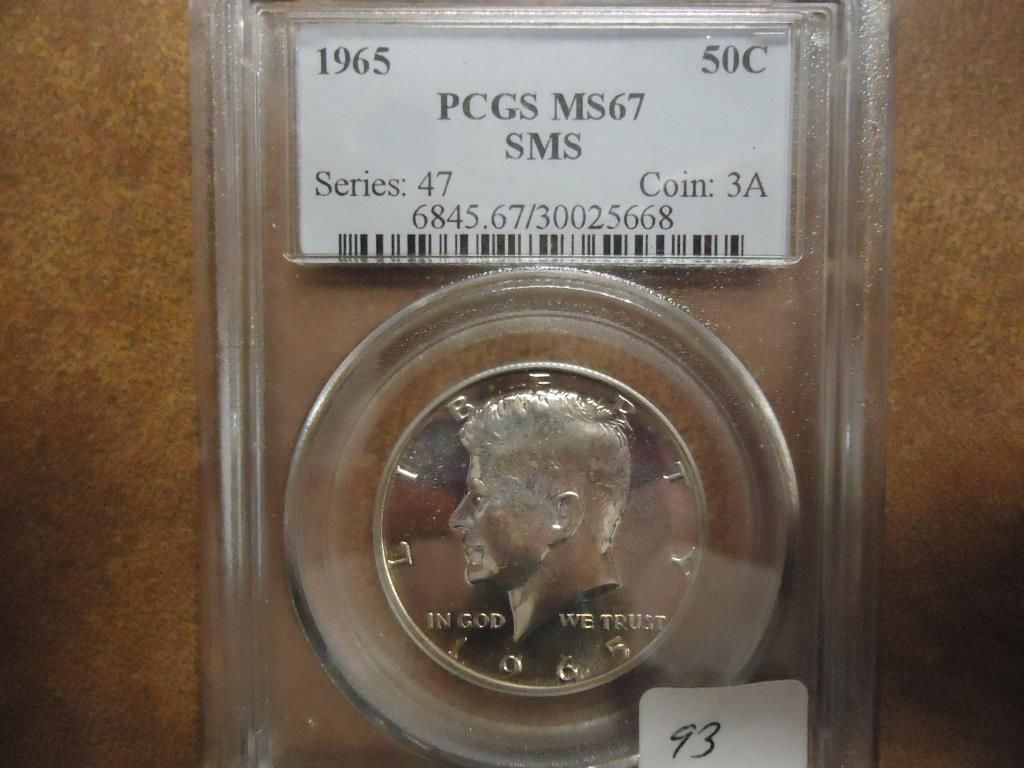 1965 50C
PCGS MS67
SMS
Series: 47 Coin: 3A
6845.67/30025668
LIBERTY
IN GOD WE TRUST
1965
93